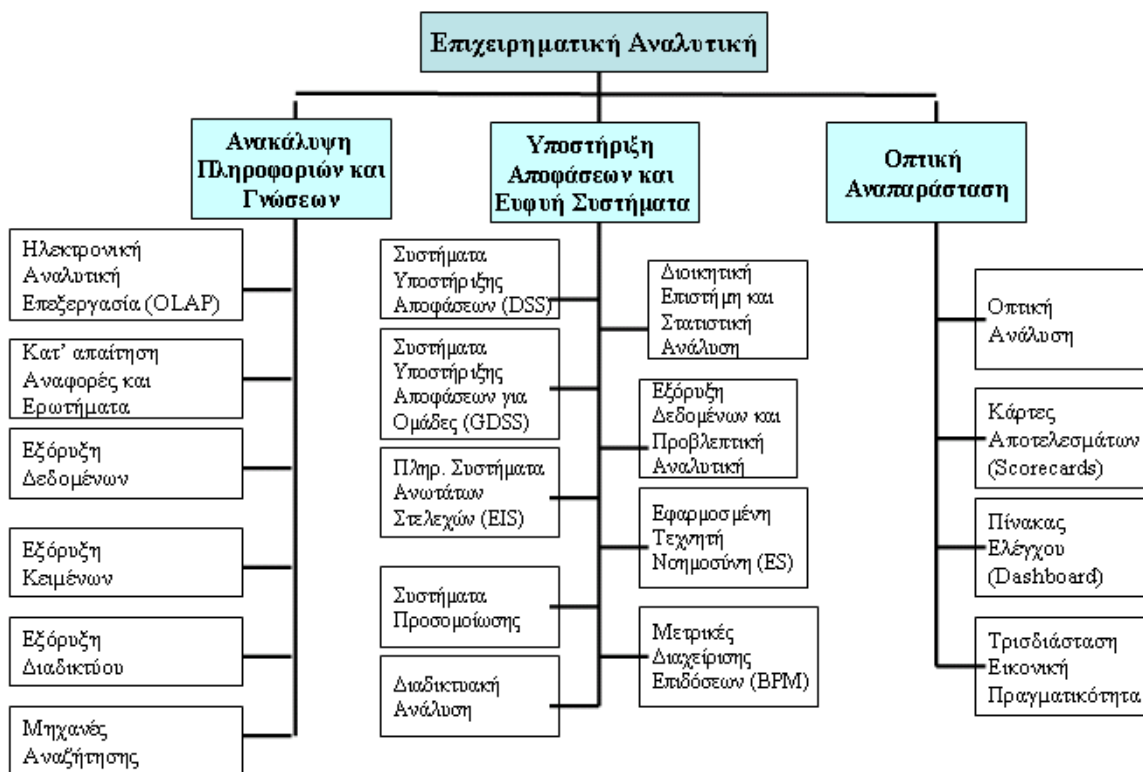 Επιχειρηματική Αναλυτική
Ανακάλυψη
Πληροφοριών και
Γνώσεων
Ηλεκτρονική
Αναλυτική
Επεξεργασία (OLAP)
Κατ’ απαίτηση
Αναφορές και
Ερωτήματα
Εξόρυξη
Δεδομένων
Εξόρυξη
Κειμένων
Εξόρυξη
Διαδικτύου
Μηχανές
Αναζήτησης
Υποστήριξη
Αποφάσεων και
Ευφυή Συστήματα
Συστήματα
Υποστήριξης
Αποφάσεων (DSS)
Συστήματα
Υποστήριξης
Αποφάσεων για
Ομάδες (GDSS)
Πληρ. Συστήματα
Ανωτάτων
Στελεχών (EIS)
Συστήματα
Προσομοίωσης
Διαδικτυακή
Ανάλυση
Διοικητική
Επιστήμη και
Στατιστική
Ανάλυση
Εξόρυξη
Δεδομένων και
Προβλεπτική
Αναλυτική
Εφαρμοσμένη
Τεχνητή
Νοημοσύνη (ES)
Μετρικές
Διαχείρισης
Επιδόσεων (BPM)
Οπτική
Αναπαράσταση
Οπτική
Ανάλυση
Κάρτες
Αποτελεσμάτων
(Scorecards)
Πίνακας
Ελέγχου
(Dashboard)
Τρισδιάσταση
Εικονική
Πραγματικότητα